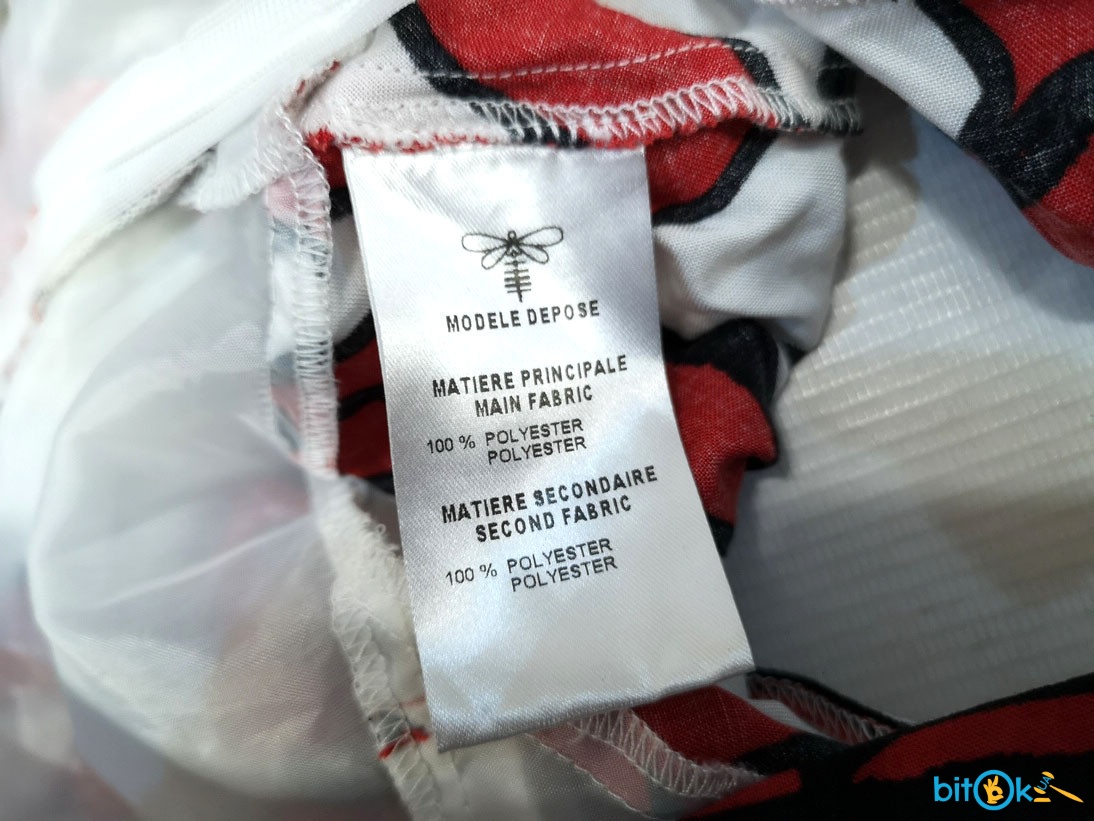 MODELE DEPOSE
MATIERE PRINCIPALE
MAIN FABRIC
100 % POLYESTER
POLYESTER
MATIERE SECONDAIRE
SECOND FABRIC
100 % POLYESTER
POLYESTER
bitOk